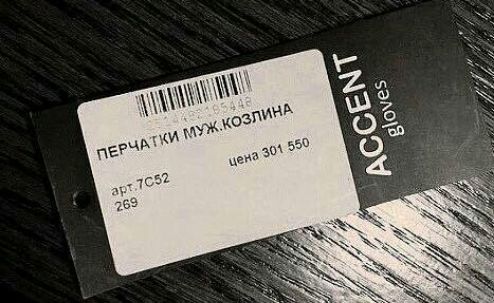 ПЕРЧАТКИ МУЖ.КОЗЛИНА
цена 301 550
арт.7С52
269
ACCENT
gloves